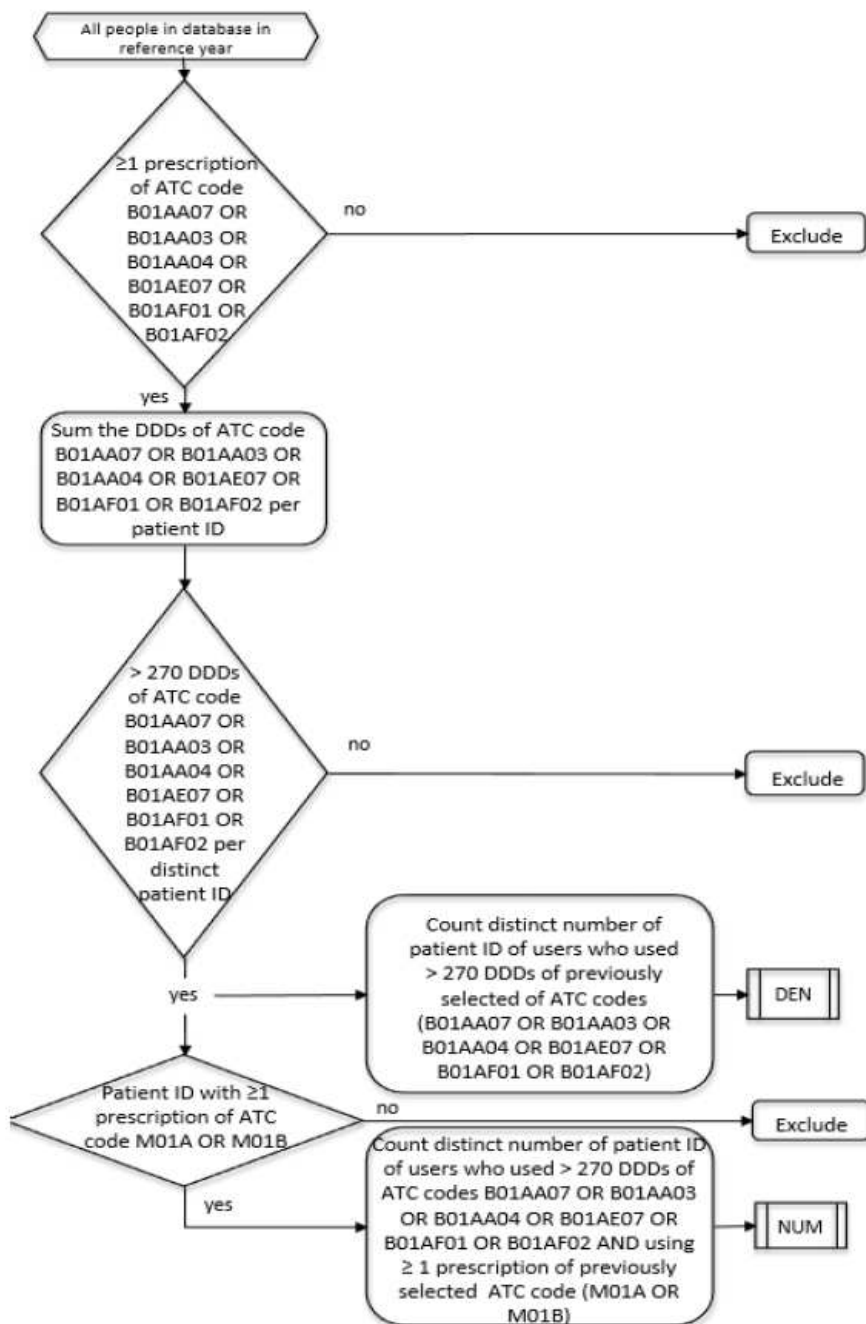 All people in database in
reference year
≥1 prescription
of ATC code
B01AA07 OR
B01AA03 OR
B01AA04 OR
B01AE07 OR
B01AF01 OR
B01AF02
no
Exclude
yes
Sum the DDDs of ATC code
B01AA07 OR B01AA03 OR
B01AA04 OR B01AE07 OR
B01AF01 OR B01AF02 per
patient ID
> 270 DDDs
of ATC code
B01AA07 OR
B01AA03 OR
B01AA04 OR
B01AE07 OR
B01AF01 OR
B01AF02 per
distinct
patient ID
no
Exclude
yes
Count distinct number of
patient ID of users who used
> 270 DDDs of previously
selected of ATC codes
(B01AA07 OR B01AA03 OR
B01AA04 OR B01AE07 OR
B01AF01 OR B01AF02)
DEN
Patient ID with ≥1
prescription of ATC
code M01A OR M01B
no
Exclude
yes
Count distinct number of patient ID
of users who used > 270 DDDs of
ATC codes B01AA07 OR B01AA03
OR B01AA04 OR B01AE07 OR
B01AF01 OR B01AF02 AND using
≥ 1 prescription of previously
selected ATC code (M01A OR
M01B)
NUM